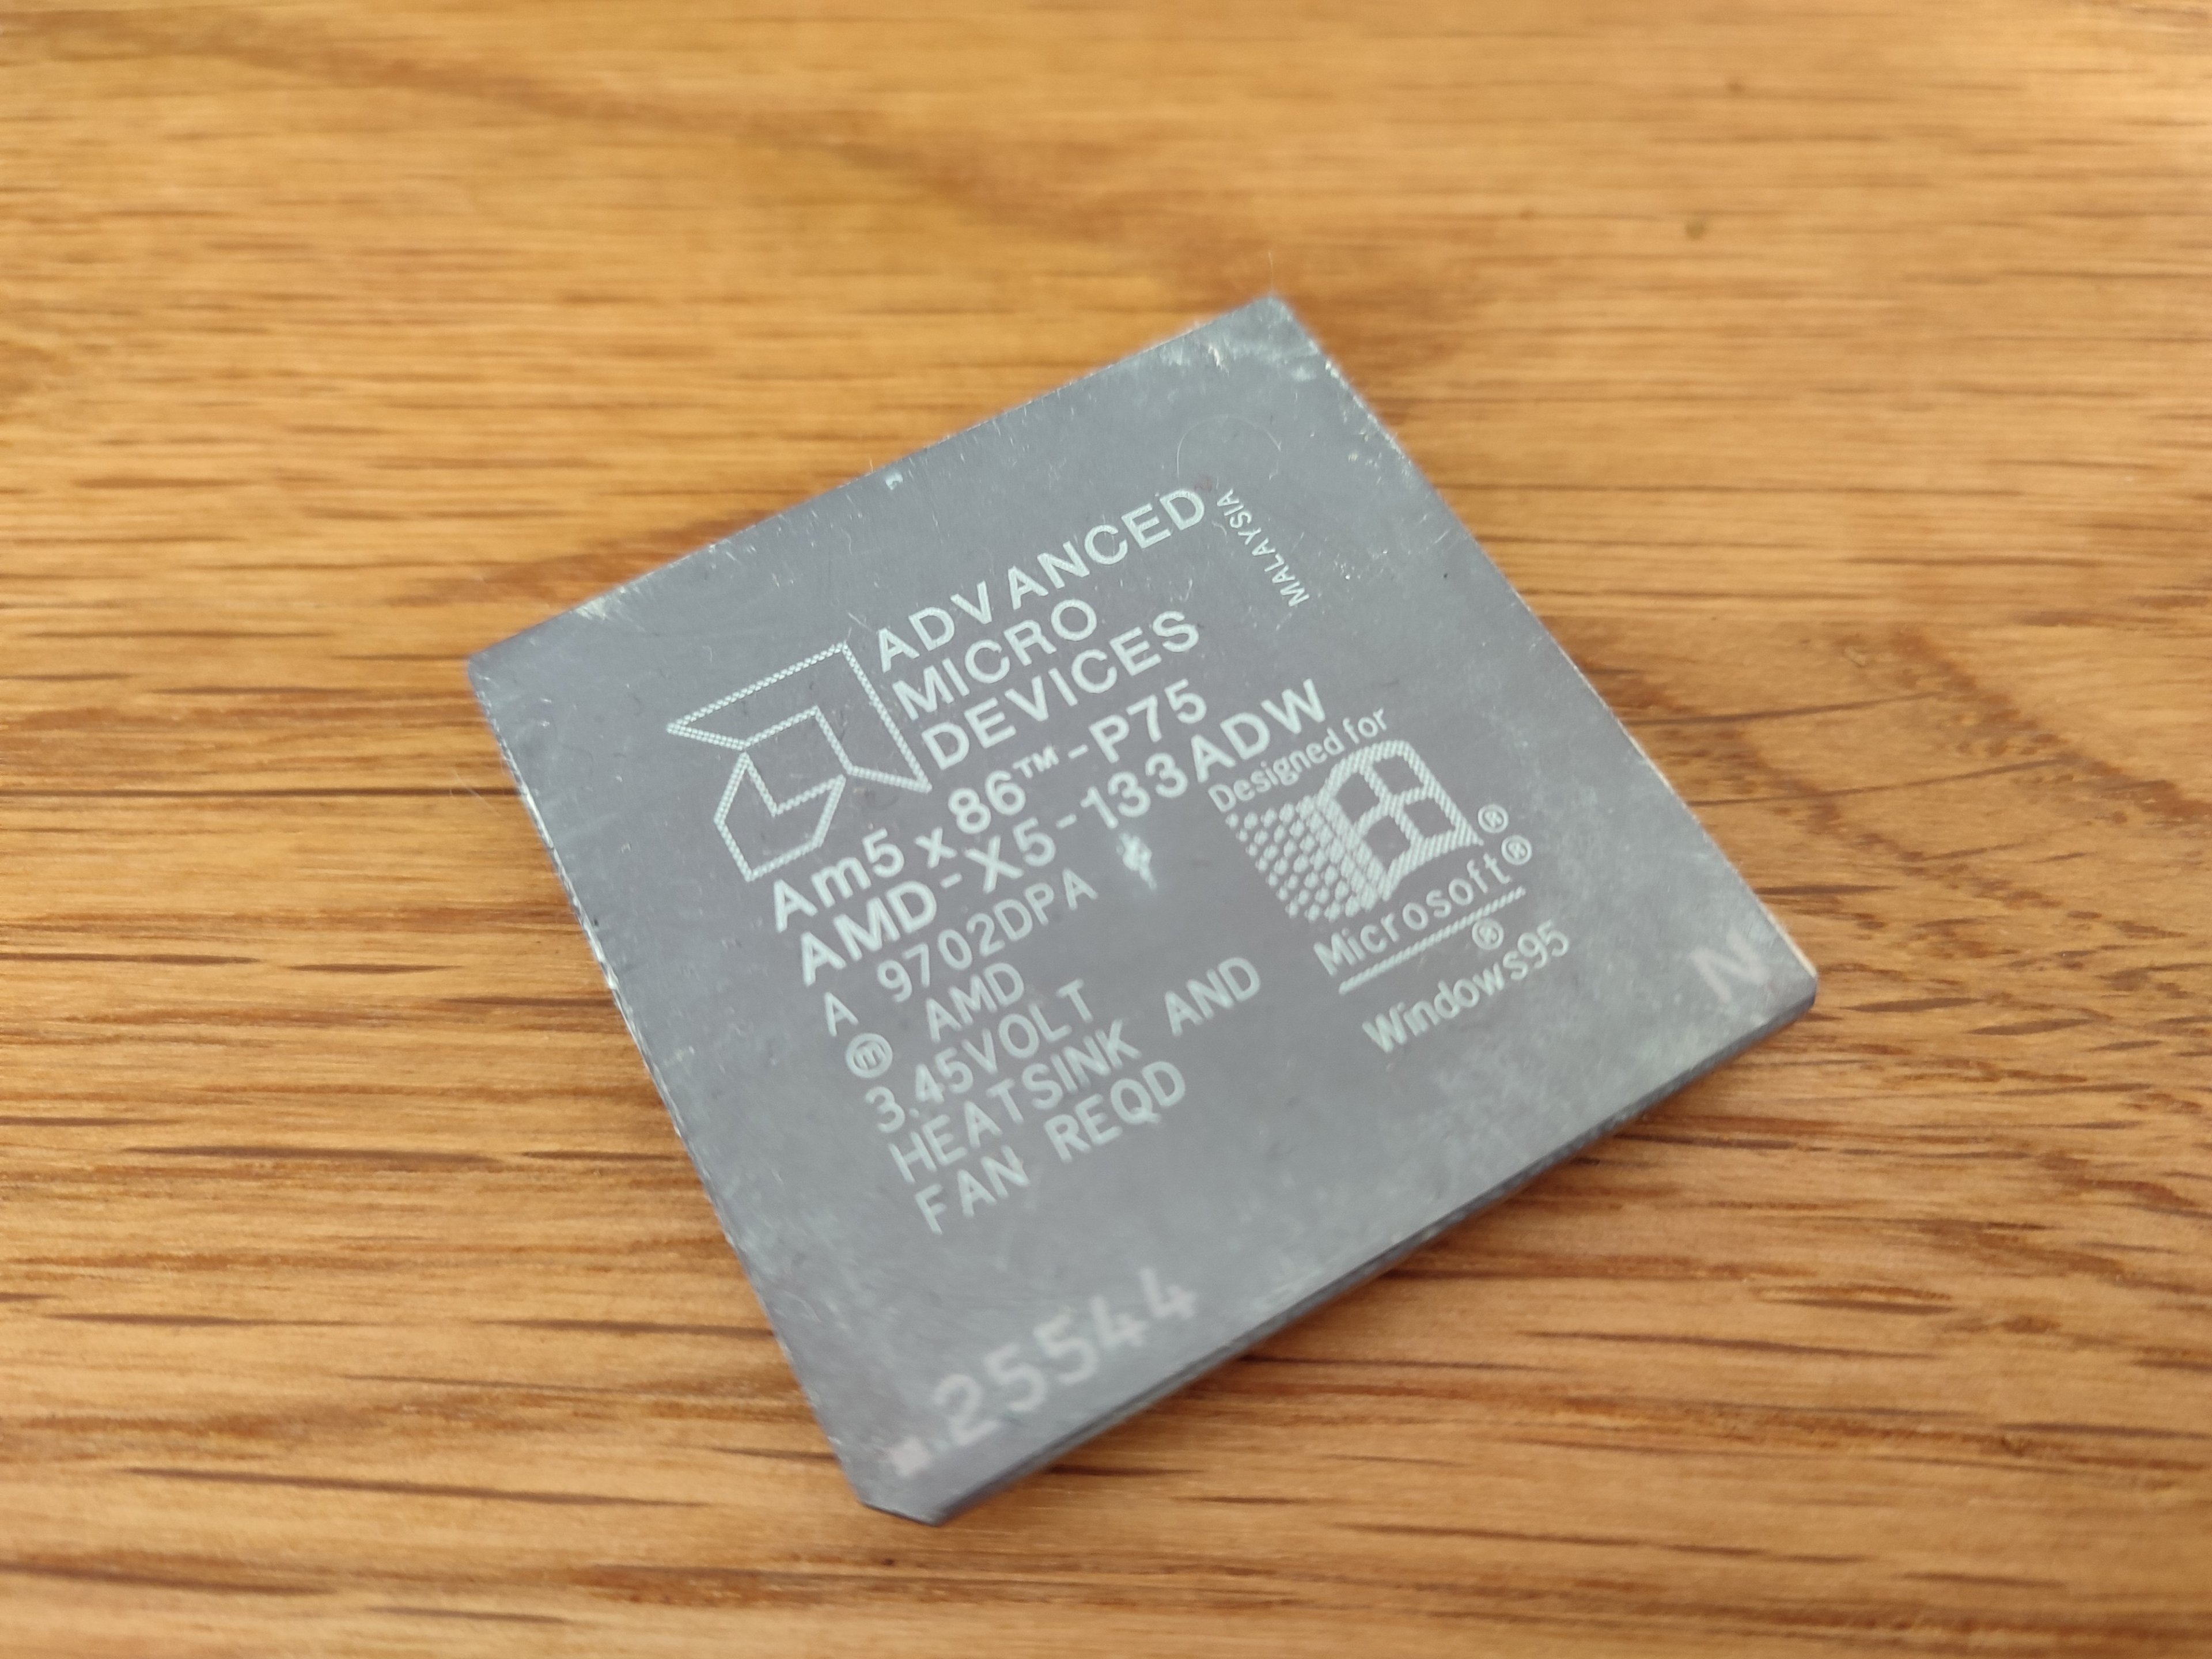 ADVANCED
MICRO
DEVICES
MALAYSIA
Am5x86™-P75
AMD-X5-133ADW
A 9702DPA
ⓜ AMD
3.45VOLT
HEATSINK AND
FAN REQD
Designed for
®
Microsoft®
®
Windows95
N
25544